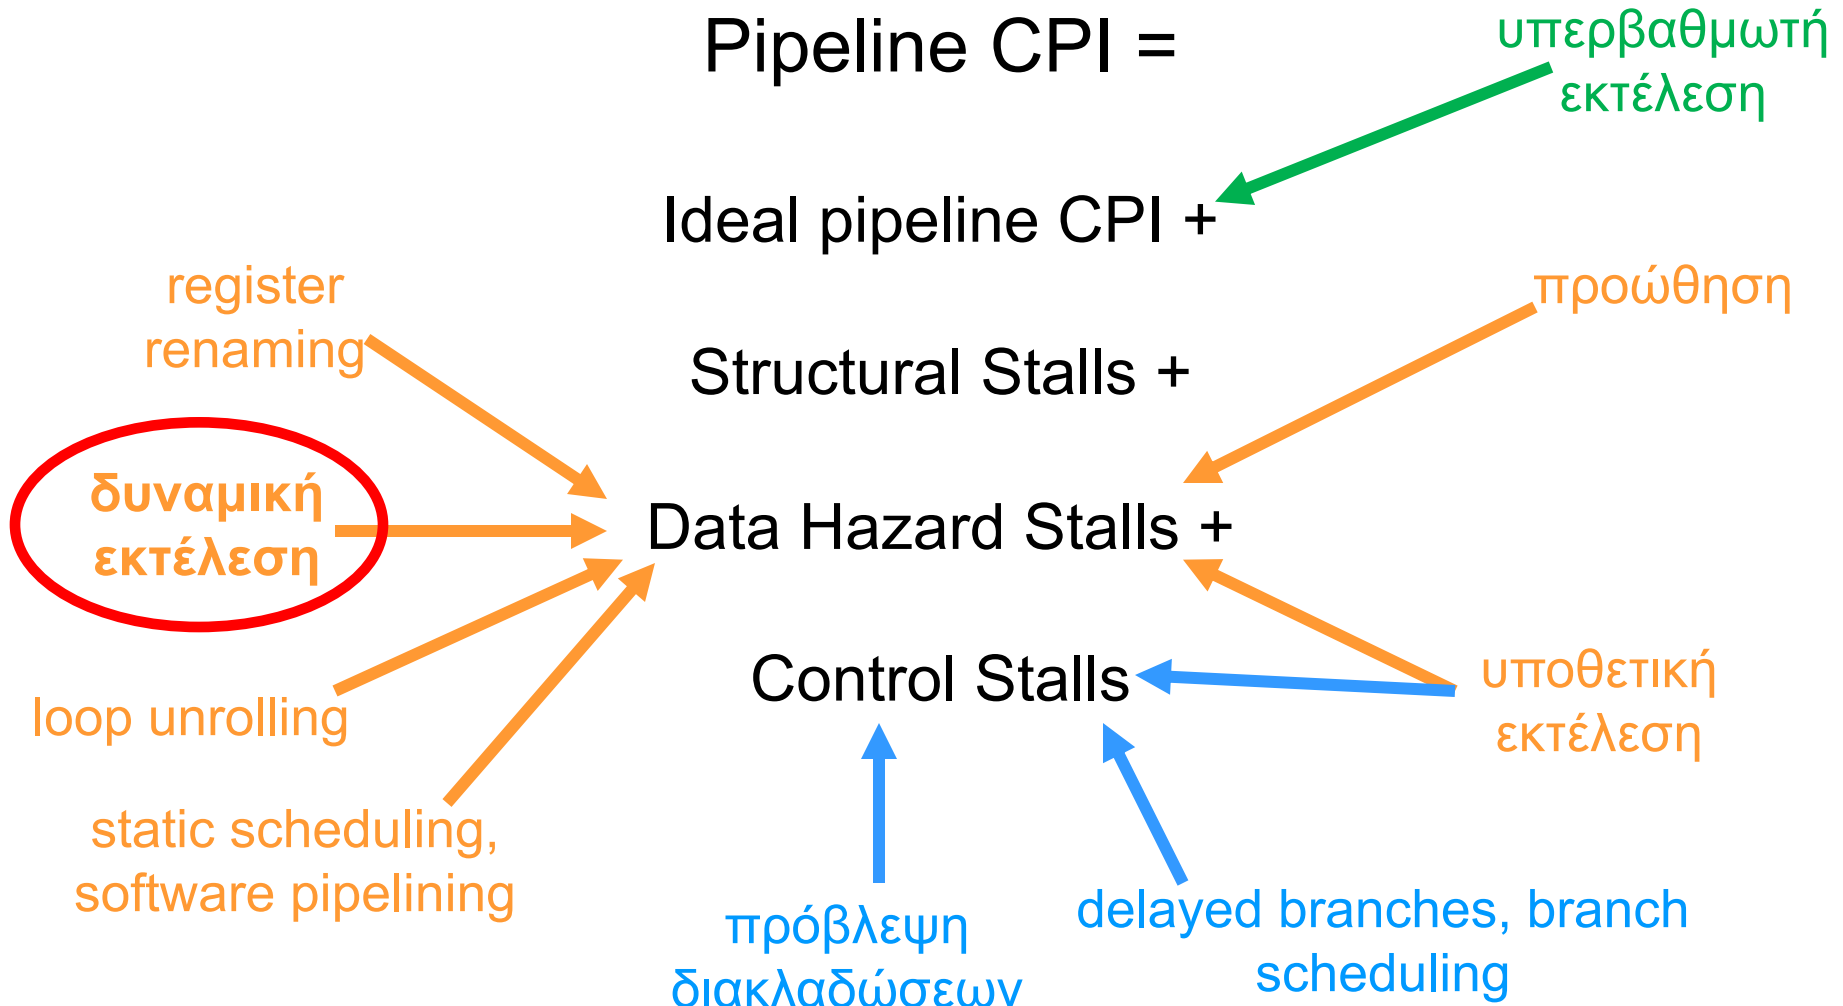 Pipeline CPI =
υπερβαθμωτή
εκτέλεση
Ideal pipeline CPI +
register
renaming
προώθηση
Structural Stalls +
δυναμική
εκτέλεση
Data Hazard Stalls +
Control Stalls
υποθετική
εκτέλεση
loop unrolling
static scheduling,
software pipelining
πρόβλεψη
διακλαδώσεων
delayed branches, branch
scheduling